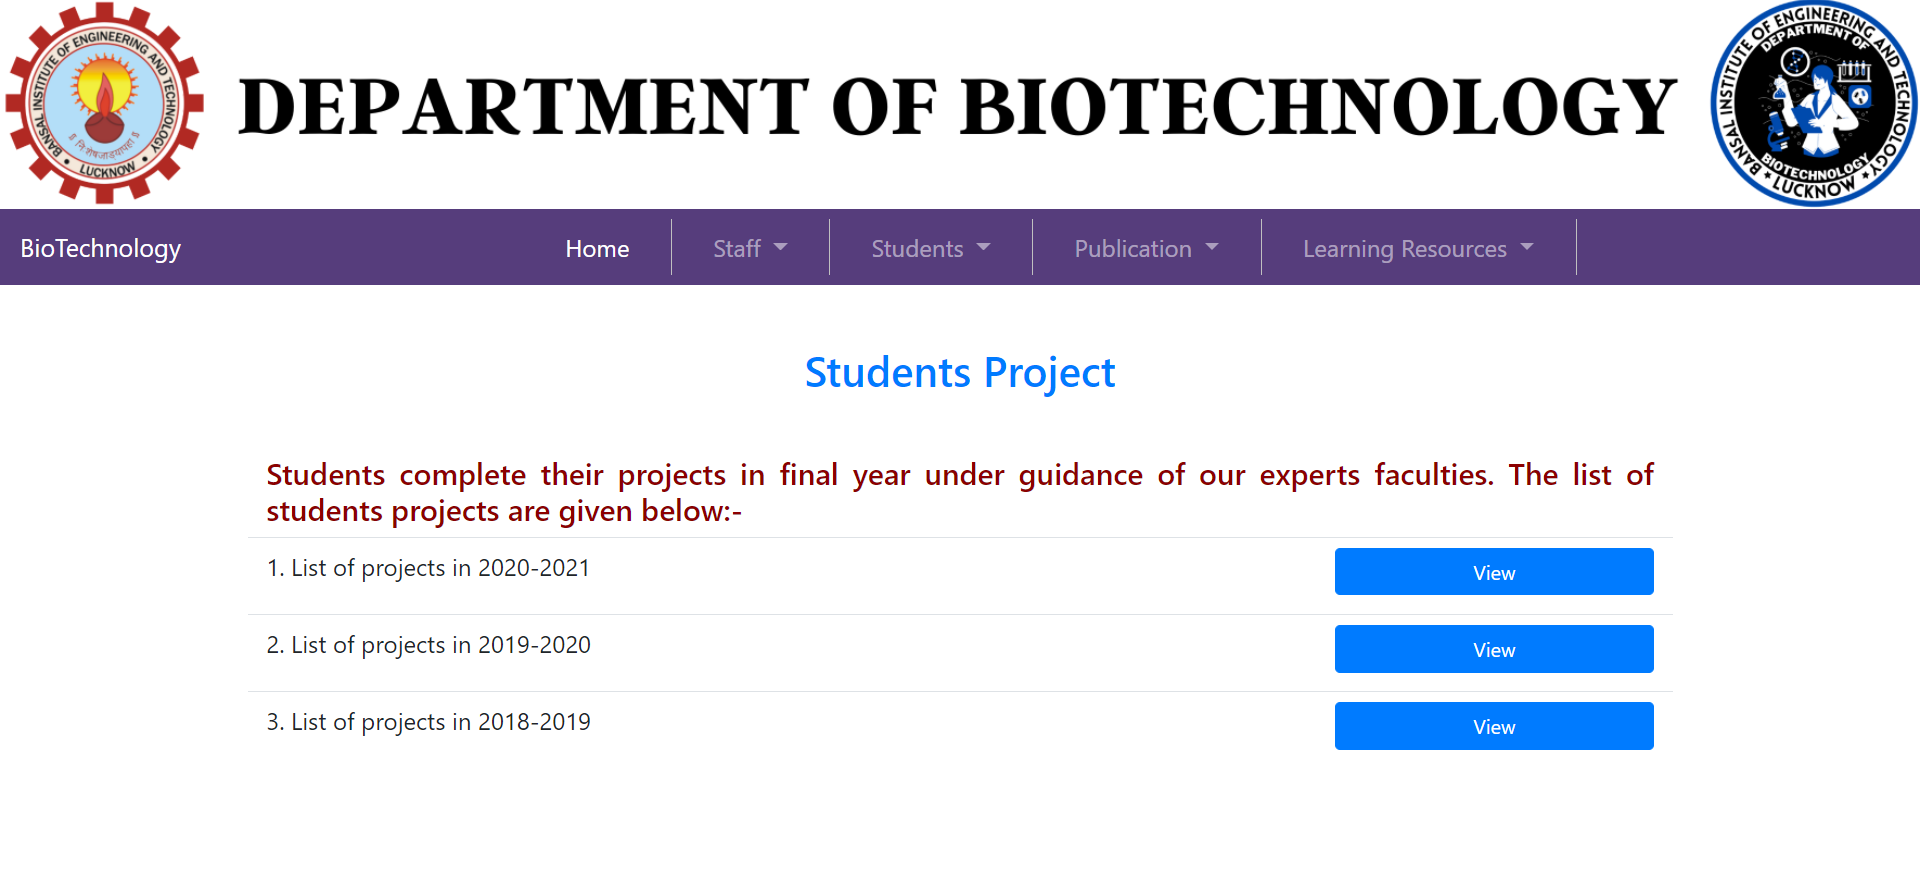 BANSAL INSTITUTE OF ENGINEERING AND TECHNOLOGY
• LUCKNOW •
DEPARTMENT OF BIOTECHNOLOGY
BANSAL INSTITUTE OF ENGINEERING AND TECHNOLOGY
DEPARTMENT OF
BIOTECHNOLOGY
★ LUCKNOW ★
BioTechnology
Home
Staff
Students
Publication
Learning Resources
Students Project
Students complete their projects in final year under guidance of our experts faculties. The list of
students projects are given below:-
1. List of projects in 2020-2021
View
2. List of projects in 2019-2020
View
3. List of projects in 2018-2019
View